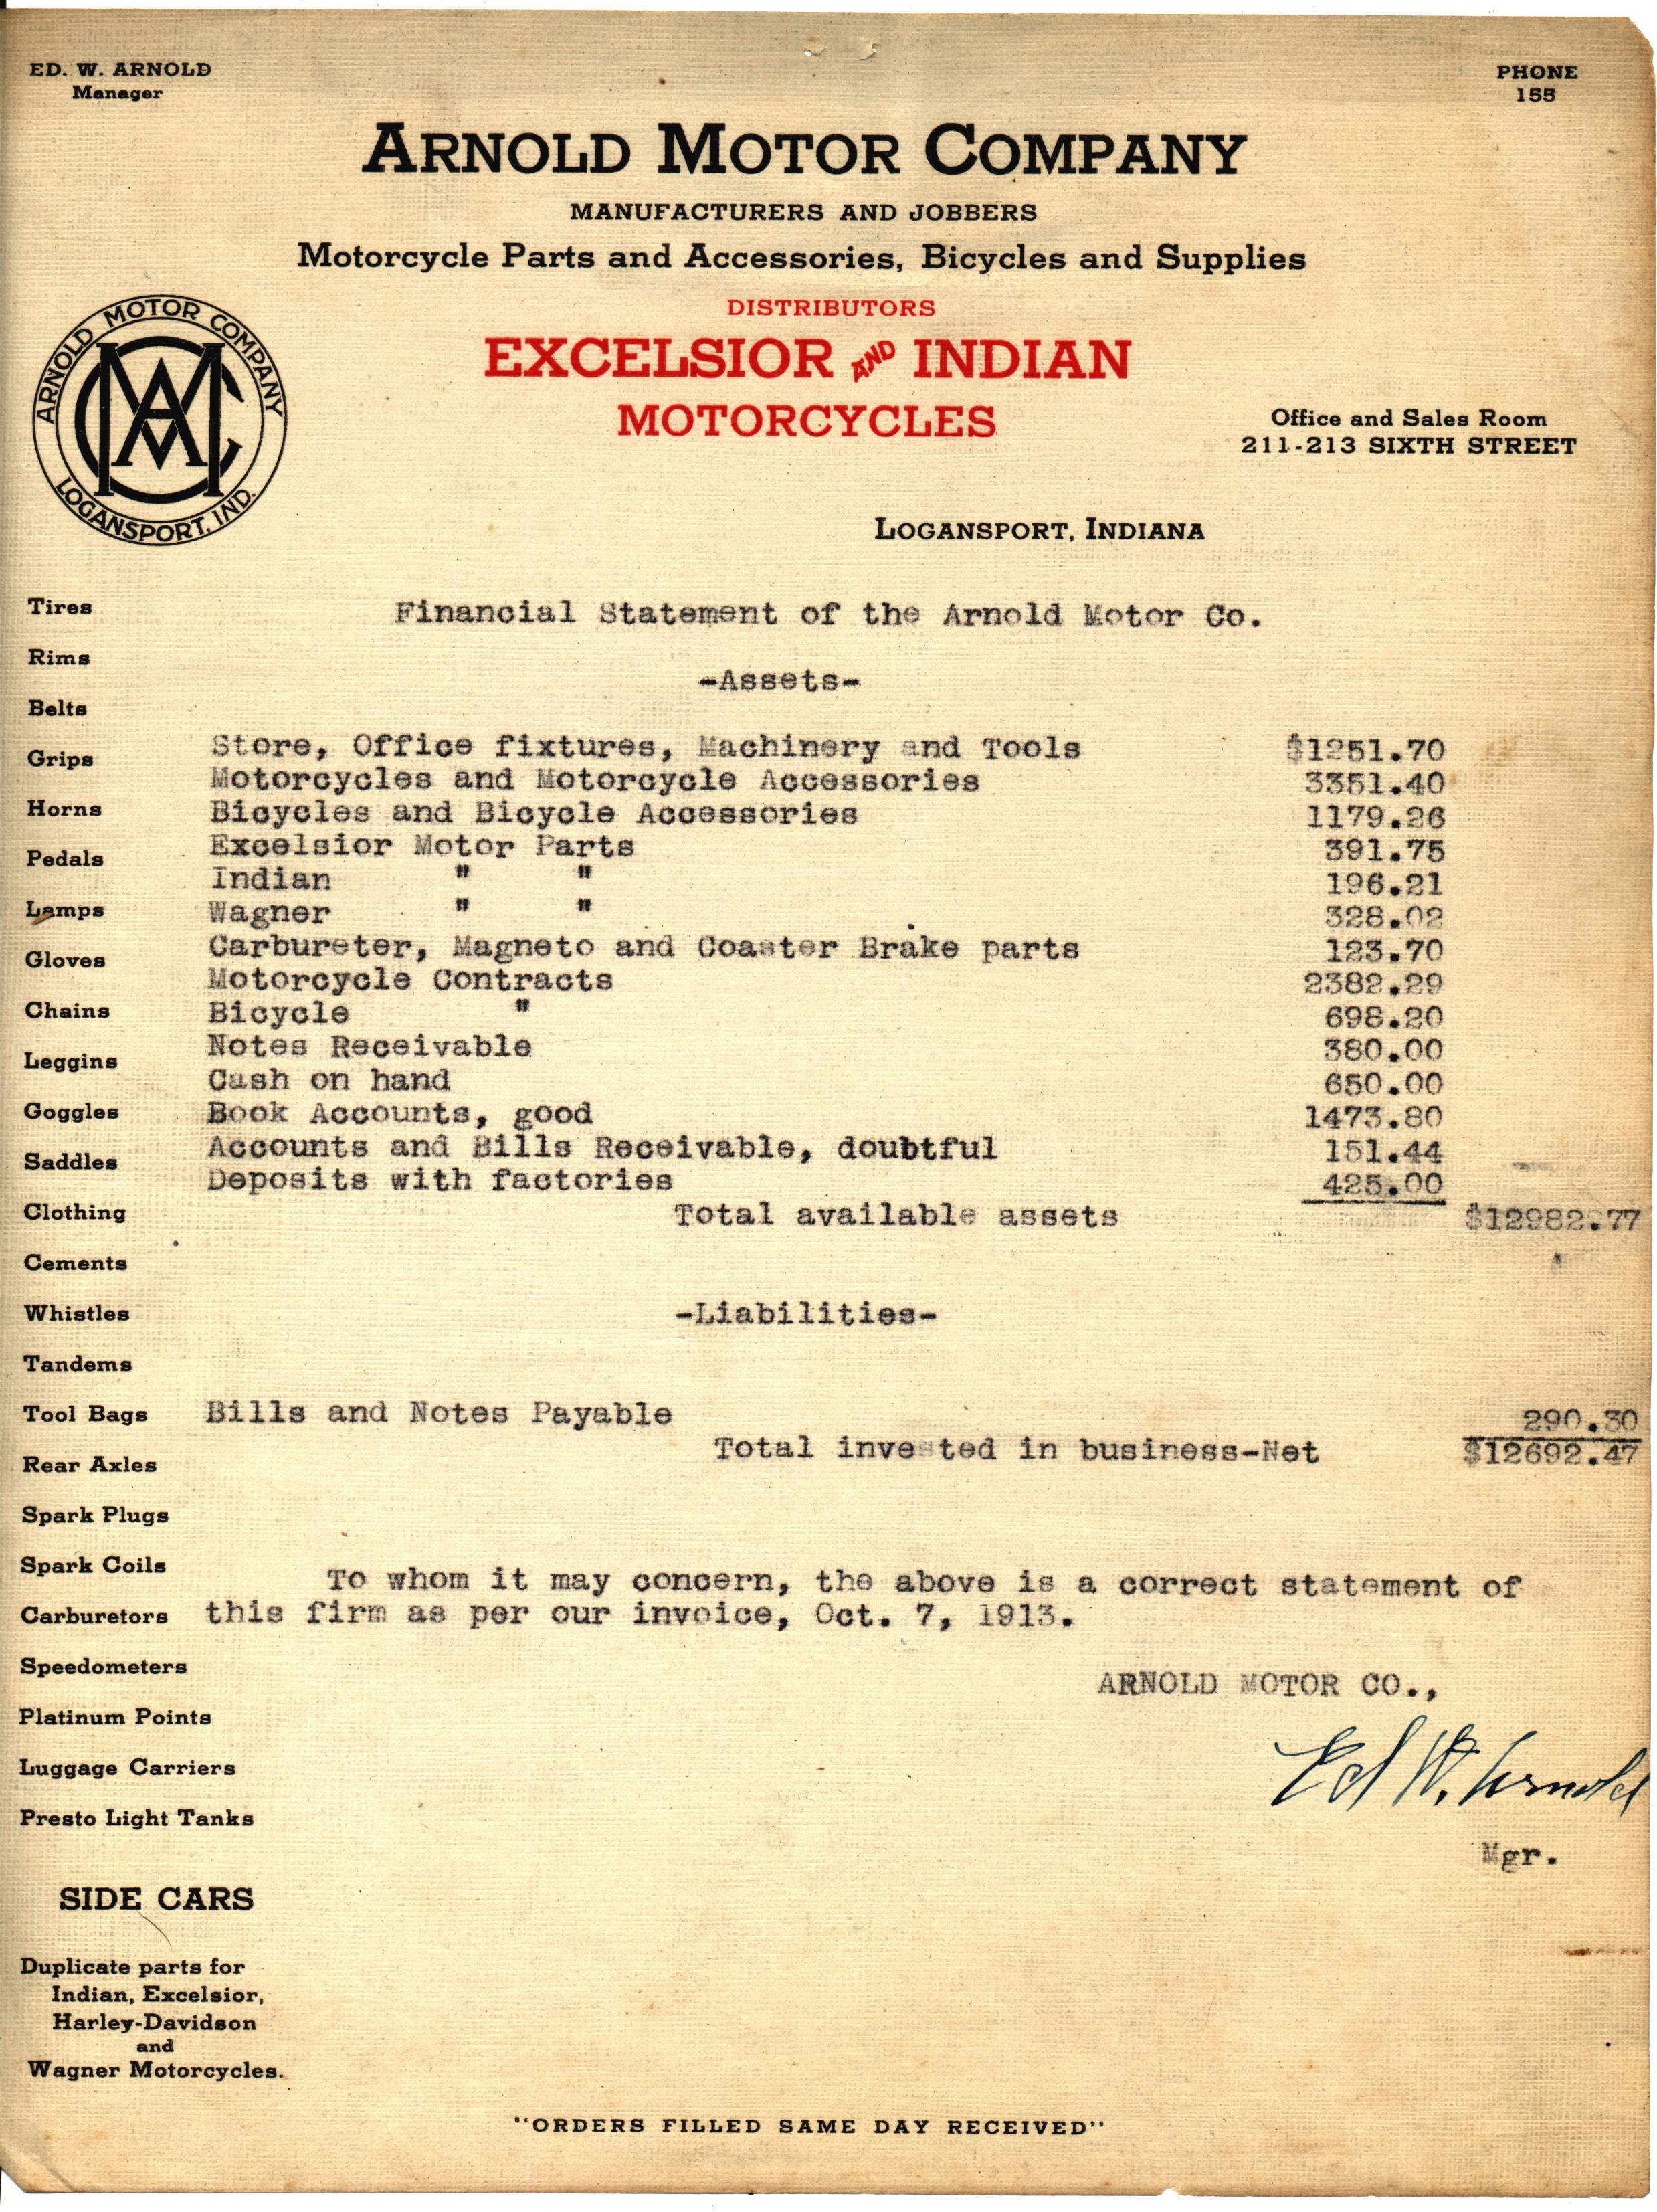 ED. W. ARNOLD
Manager
PHONE
155
ARNOLD MOTOR COMPANY
MANUFACTURERS AND JOBBERS
Motorcycle Parts and Accessories, Bicycles and Supplies
DISTRIBUTORS
EXCELSIOR AND INDIAN
MOTORCYCLES
ARNOLD MOTOR COMPANY
LOGANSPORT, IND.
AMC
Office and Sales Room
211-213 SIXTH STREET
LOGANSPORT, INDIANA
Financial Statement of the Arnold Motor Co.
-Assets-
Store, Office fixtures, Machinery and Tools $1251.70
Motorcycles and Motorcycle Accessories 3351.40
Bicycles and Bicycle Accessories 1179.26
Excelsior Motor Parts 391.75
Indian " " 196.21
Wagner " " 328.02
Carbureter, Magneto and Coaster Brake parts 123.70
Motorcycle Contracts 2382.29
Bicycle " 698.20
Notes Receivable 380.00
Cash on hand 650.00
Book Accounts, good 1473.80
Accounts and Bills Receivable, doubtful 151.44
Deposits with factories 425.00
Total available assets $12982.77
-Liabilities-
Bills and Notes Payable 290.30
Total invested in business-Net $12692.47
To whom it may concern, the above is a correct statement of
this firm as per our invoice, Oct. 7, 1913.
ARNOLD MOTOR CO.,
Ed W. Arnold
Mgr.
Tires
Rims
Belts
Grips
Horns
Pedals
Lamps
Gloves
Chains
Leggins
Goggles
Saddles
Clothing
Cements
Whistles
Tandems
Tool Bags
Rear Axles
Spark Plugs
Spark Coils
Carburetors
Speedometers
Platinum Points
Luggage Carriers
Presto Light Tanks
SIDE CARS
Duplicate parts for
Indian, Excelsior,
Harley-Davidson
and
Wagner Motorcycles.
"ORDERS FILLED SAME DAY RECEIVED"